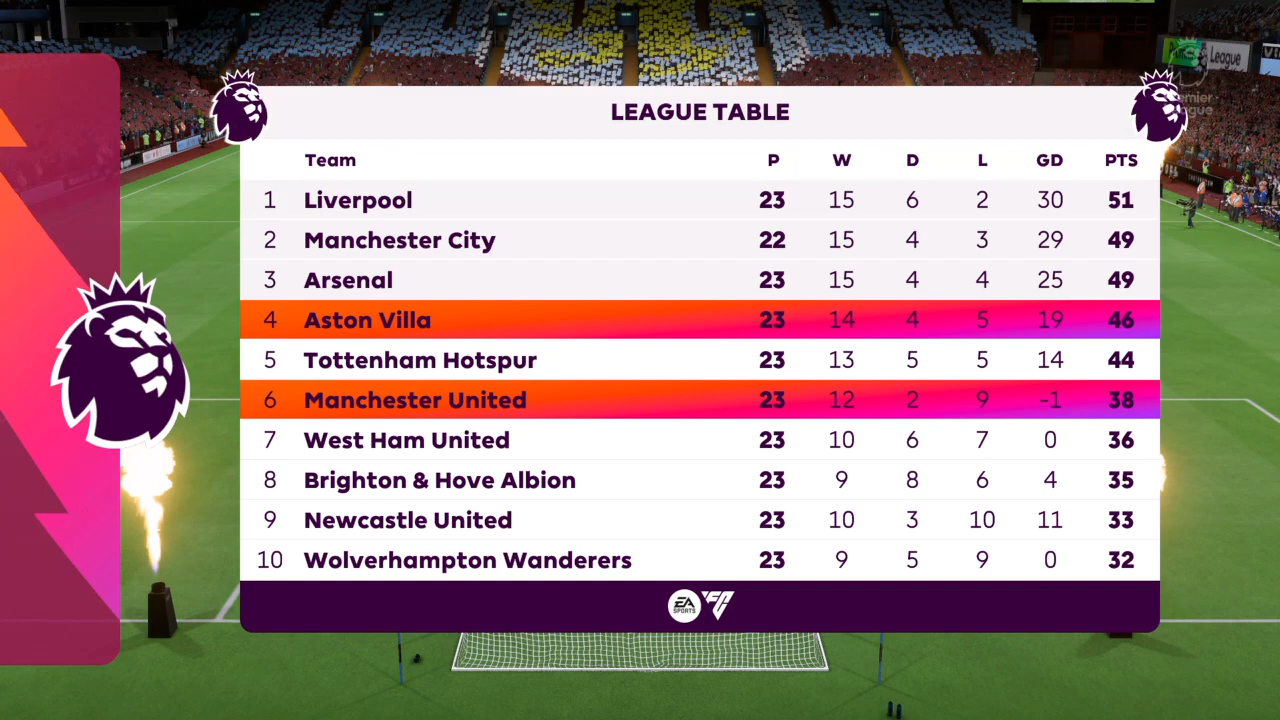 League
LEAGUE TABLE
Team P W D L GD PTS
1 Liverpool 23 15 6 2 30 51
2 Manchester City 22 15 4 3 29 49
3 Arsenal 23 15 4 4 25 49
4 Aston Villa 23 14 4 5 19 46
5 Tottenham Hotspur 23 13 5 5 14 44
6 Manchester United 23 12 2 9 -1 38
7 West Ham United 23 10 6 7 0 36
8 Brighton & Hove Albion 23 9 8 6 4 35
9 Newcastle United 23 10 3 10 11 33
10 Wolverhampton Wanderers 23 9 5 9 0 32
EA SPORTS FC